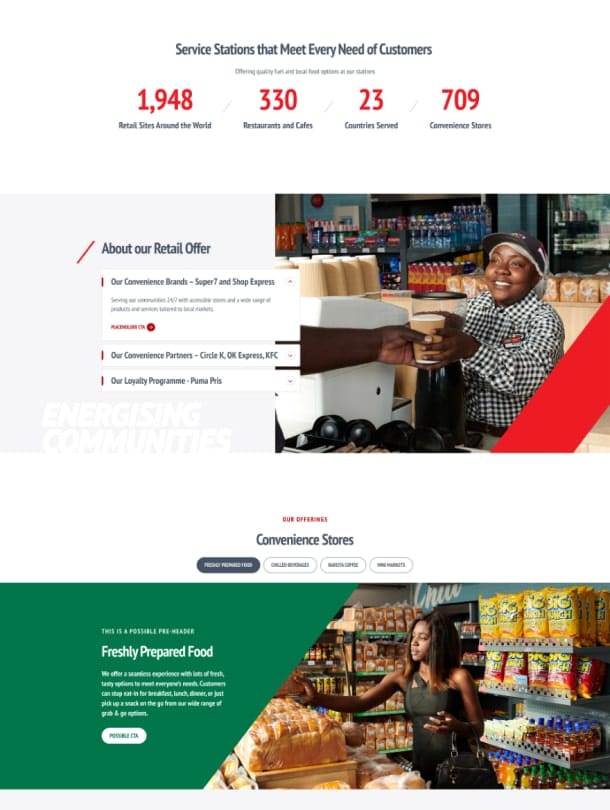 Service Stations that Meet Every Need of Customers
Offering quality fuel and local food options at our stations
1,948
330
23
709
Retail Sites Around the World
Restaurants and Cafes
Countries Served
Convenience Stores
About our Retail Offer
Our Convenience Brands – Super7 and Shop Express
Serving our communities 24/7 with accessible stores and a wide range of
products and services tailored to local markets.
PLACEHOLDER CTA
Our Convenience Partners – Circle K, OK Express, KFC
Our Loyalty Programme - Puma Pris
ENERGISING
COMMUNITIES
OUR OFFERINGS
Convenience Stores
FRESHLY PREPARED FOOD
CHILLED BEVERAGES
BARISTA COFFEE
MINI MARKETS
THIS IS A POSSIBLE PRE-HEADER
Freshly Prepared Food
We offer a seamless experience with lots of fresh,
tasty options to meet everyone's needs. Customers
can stop eat-in for breakfast, lunch, dinner, or just
pick up a snack on the go from our wide range of
grab & go options.
POSSIBLE CTA
Chill